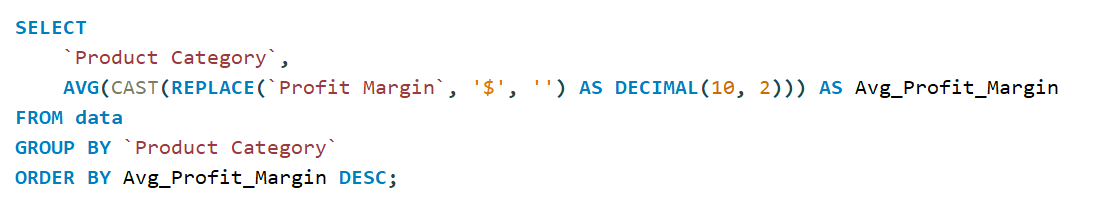 SELECT
    `Product Category`,
    AVG(CAST(REPLACE(`Profit Margin`, '$', '') AS DECIMAL(10, 2))) AS Avg_Profit_Margin
FROM data
GROUP BY `Product Category`
ORDER BY Avg_Profit_Margin DESC;